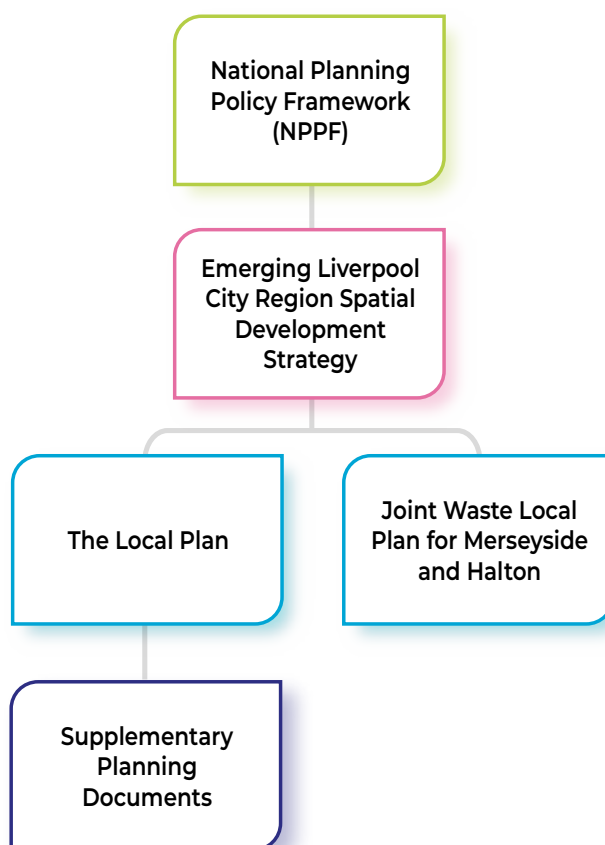 National Planning
Policy Framework
(NPPF)
Emerging Liverpool
City Region Spatial
Development
Strategy
The Local Plan
Joint Waste Local
Plan for Merseyside
and Halton
Supplementary
Planning
Documents